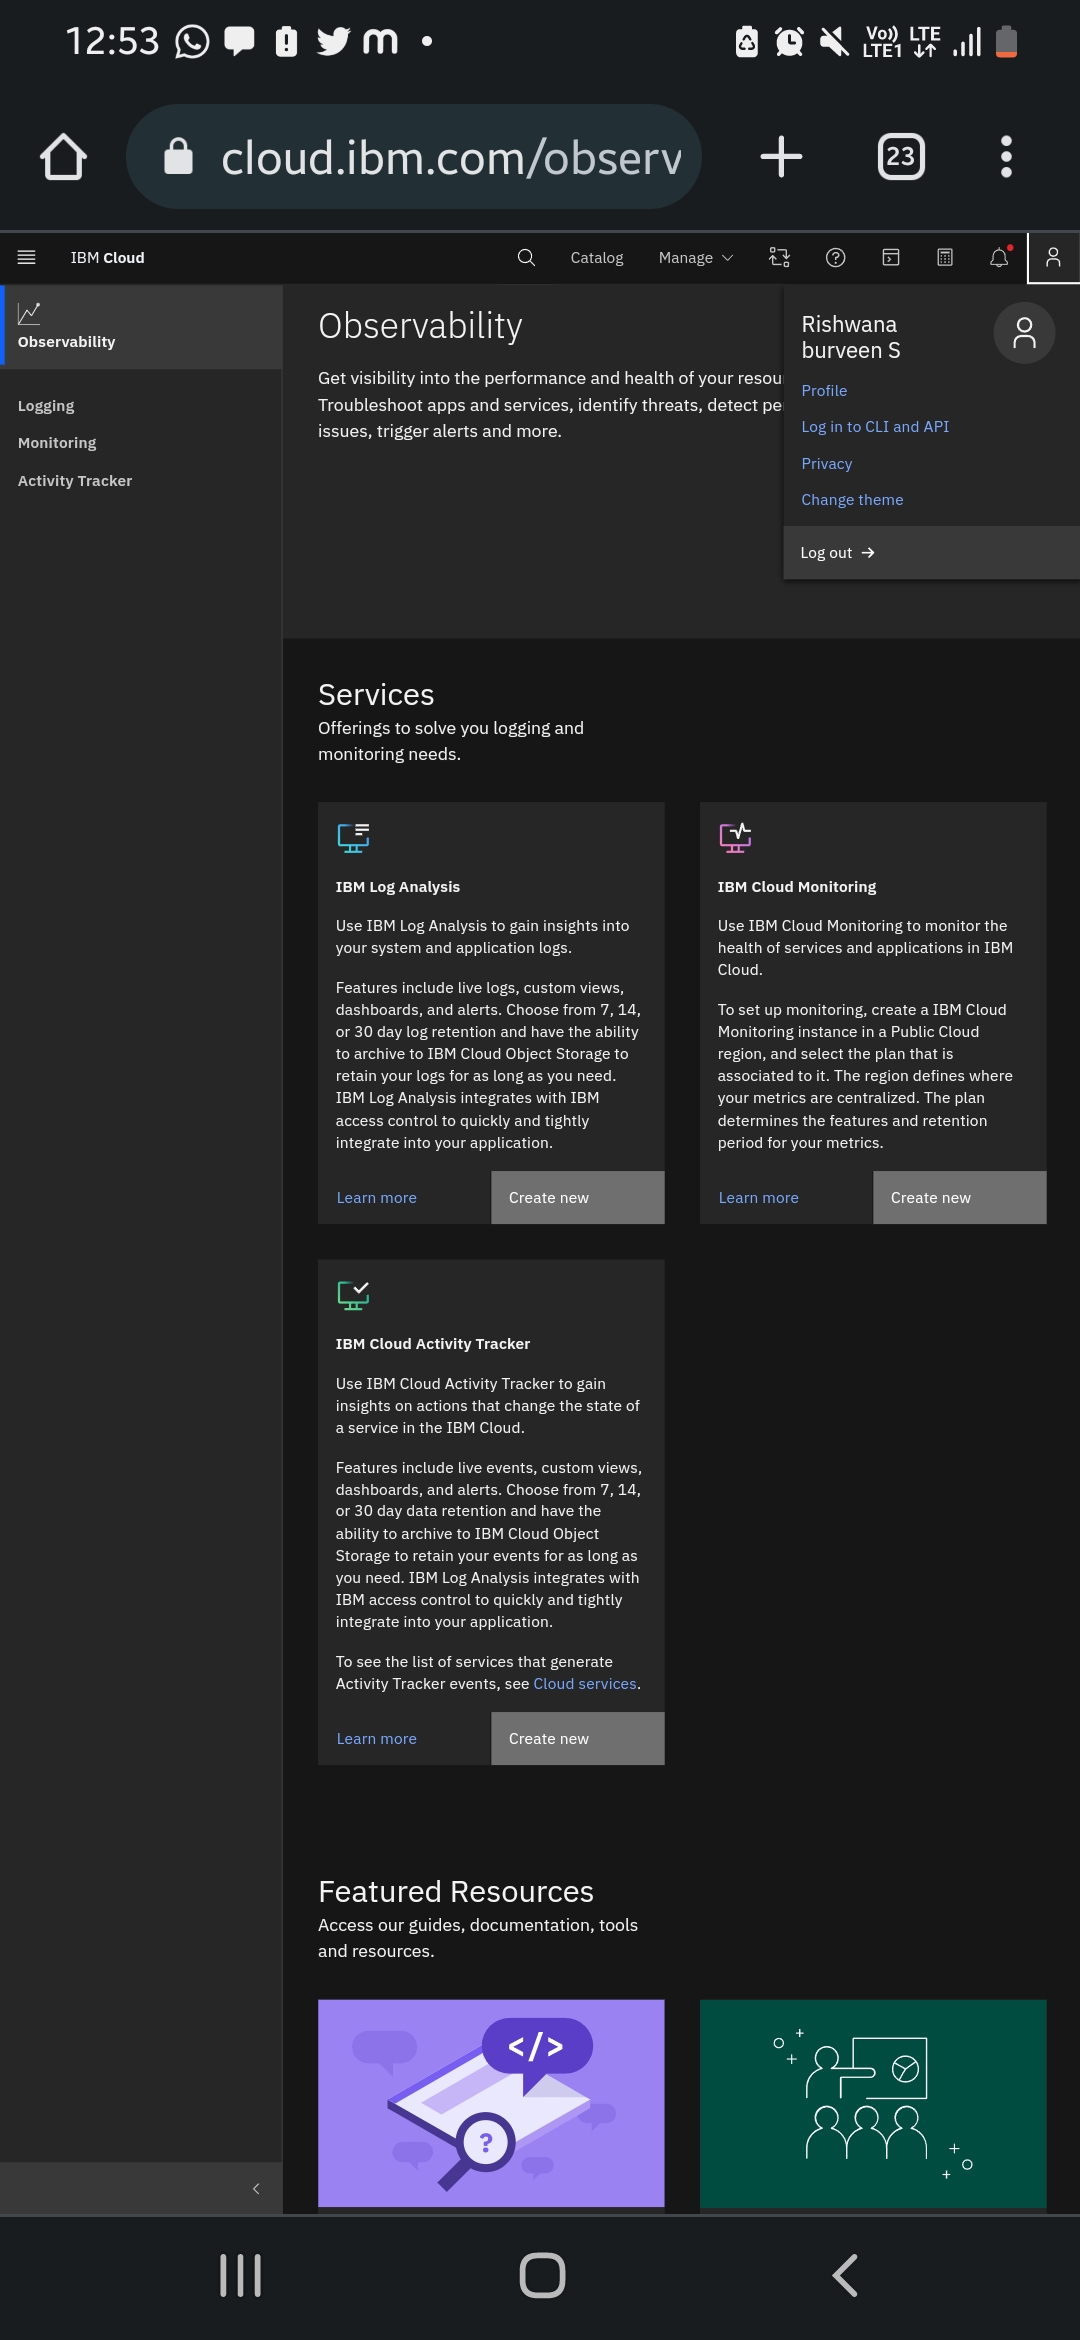 12:53
Vo)) LTE
LTE1
cloud.ibm.com/observ
23
IBM Cloud
Catalog
Manage
Observability
Logging
Monitoring
Activity Tracker
Observability
Get visibility into the performance and health of your resou
Troubleshoot apps and services, identify threats, detect pe
issues, trigger alerts and more.
Rishwana
burveen S
Profile
Log in to CLI and API
Privacy
Change theme
Log out →
Services
Offerings to solve you logging and
monitoring needs.
IBM Log Analysis
Use IBM Log Analysis to gain insights into
your system and application logs.
Features include live logs, custom views,
dashboards, and alerts. Choose from 7, 14,
or 30 day log retention and have the ability
to archive to IBM Cloud Object Storage to
retain your logs for as long as you need.
IBM Log Analysis integrates with IBM
access control to quickly and tightly
integrate into your application.
Learn more
Create new
IBM Cloud Monitoring
Use IBM Cloud Monitoring to monitor the
health of services and applications in IBM
Cloud.
To set up monitoring, create a IBM Cloud
Monitoring instance in a Public Cloud
region, and select the plan that is
associated to it. The region defines where
your metrics are centralized. The plan
determines the features and retention
period for your metrics.
Learn more
Create new
IBM Cloud Activity Tracker
Use IBM Cloud Activity Tracker to gain
insights on actions that change the state of
a service in the IBM Cloud.
Features include live events, custom views,
dashboards, and alerts. Choose from 7, 14,
or 30 day data retention and have the
ability to archive to IBM Cloud Object
Storage to retain your events for as long as
you need. IBM Log Analysis integrates with
IBM access control to quickly and tightly
integrate into your application.
To see the list of services that generate
Activity Tracker events, see Cloud services.
Learn more
Create new
Featured Resources
Access our guides, documentation, tools
and resources.
</>
?